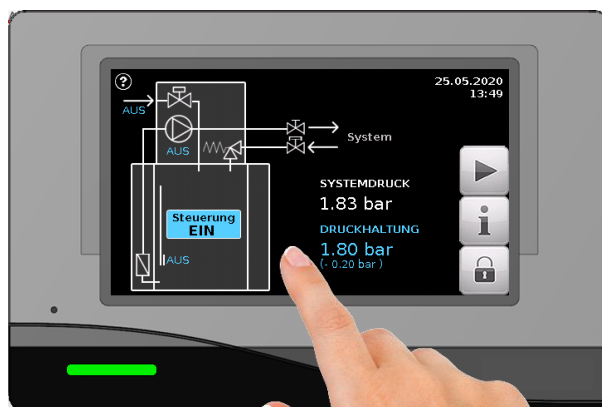 ?
25.05.2020
13:49
AUS
AUS
System
SYSTEMDRUCK
1.83 bar
Steuerung
EIN
DRUCKHALTUNG
1.80 bar
(- 0.20 bar )
AUS
i